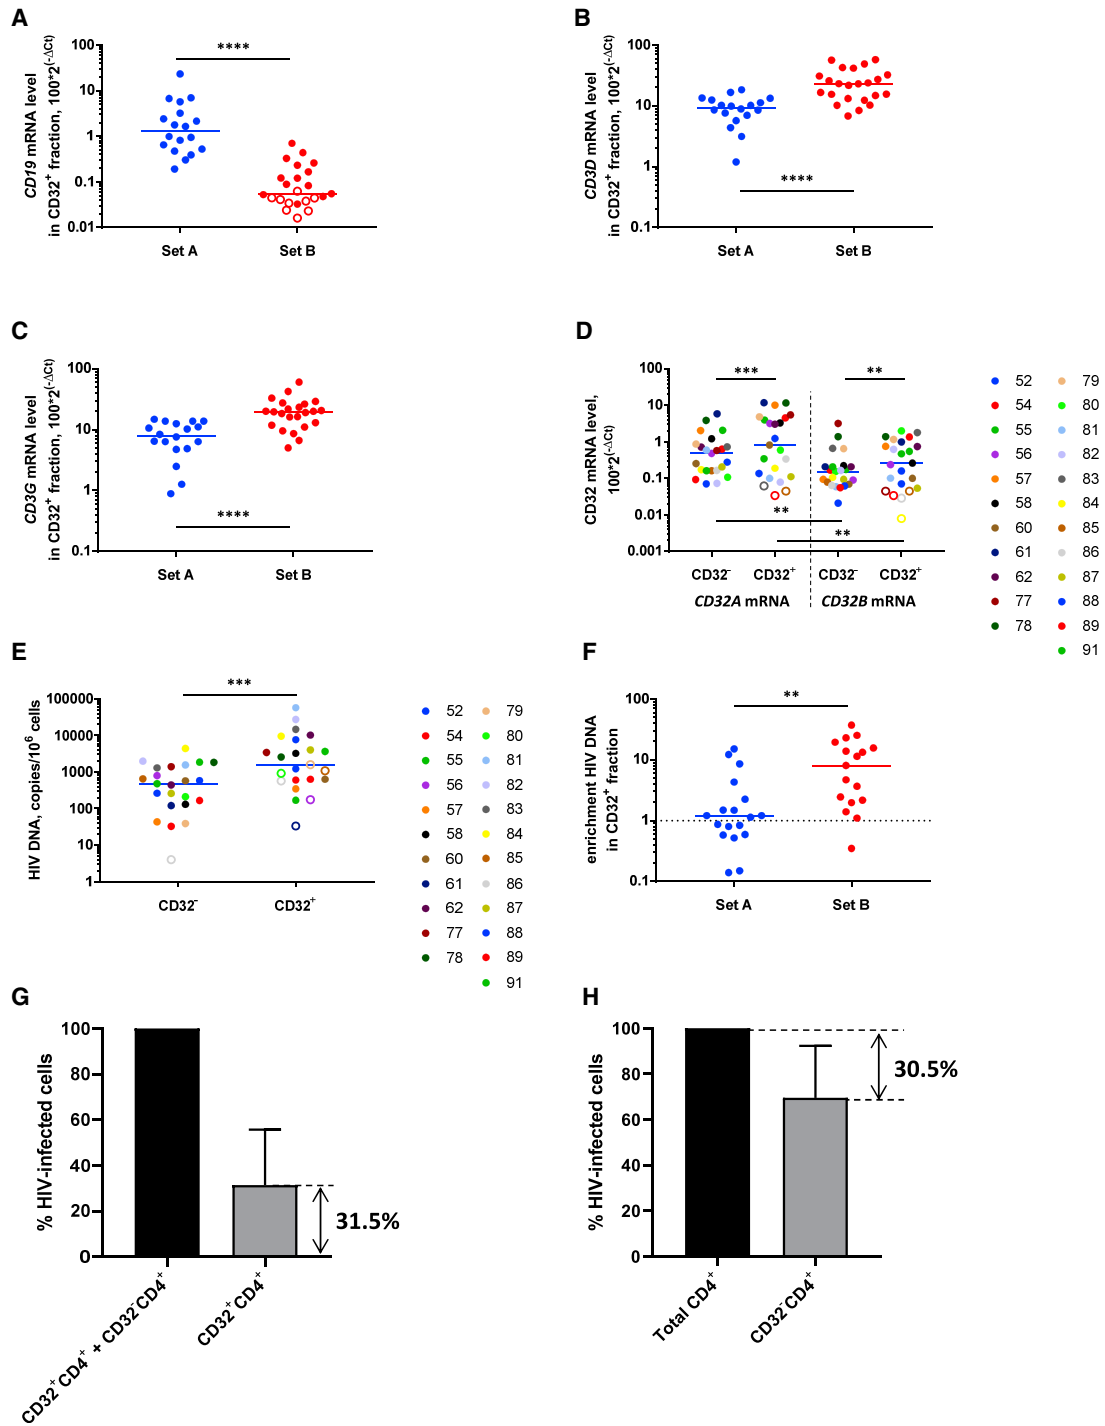 A
CD19 mRNA level
in CD32+ fraction, 100*2(-ΔCt)
100
10
1
0.1
0.01
****
Set A
Set B
B
CD3D mRNA level
in CD32+ fraction, 100*2(-ΔCt)
100
10
1
0.1
****
Set A
Set B
C
CD3G mRNA level
in CD32+ fraction, 100*2(-ΔCt)
100
10
1
0.1
****
Set A
Set B
D
CD32 mRNA level,
100*2(-ΔCt)
100
10
1
0.1
0.01
0.001
***
**
**
**
CD32-
CD32+
CD32-
CD32+
CD32A mRNA
CD32B mRNA
52
54
55
56
57
58
60
61
62
77
78
79
80
81
82
83
84
85
86
87
88
89
91
E
HIV DNA, copies/106 cells
100000
10000
1000
100
10
1
***
CD32-
CD32+
52
54
55
56
57
58
60
61
62
77
78
79
80
81
82
83
84
85
86
87
88
89
91
F
enrichment HIV DNA
in CD32+ fraction
100
10
1
0.1
**
Set A
Set B
G
% HIV-infected cells
100
80
60
40
20
0
31.5%
CD32+CD4+ + CD32-CD4+
CD32+CD4+
H
% HIV-infected cells
100
80
60
40
20
0
30.5%
Total CD4+
CD32-CD4+